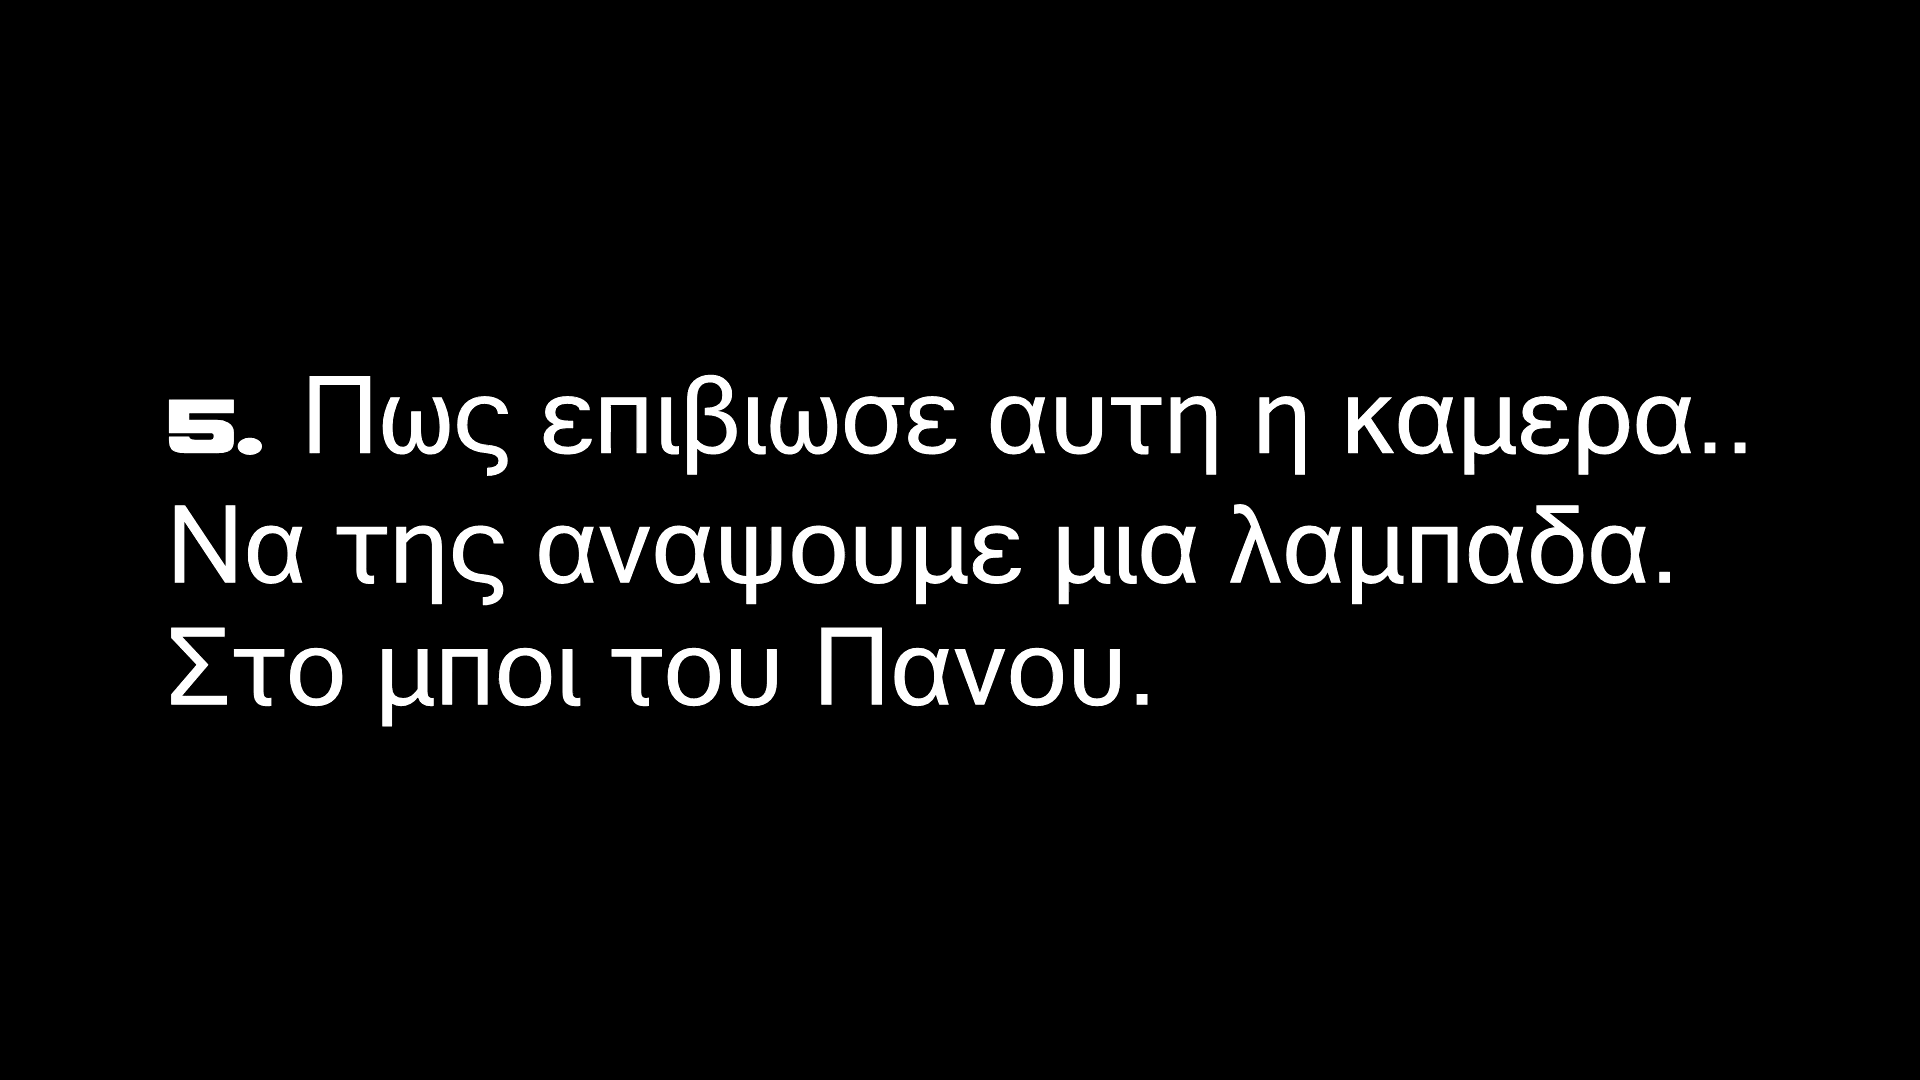 5. Πως επιβιωσε αυτη η καμερα..
Να της αναψουμε μια λαμπαδα.
Στο μποι του Πανου.